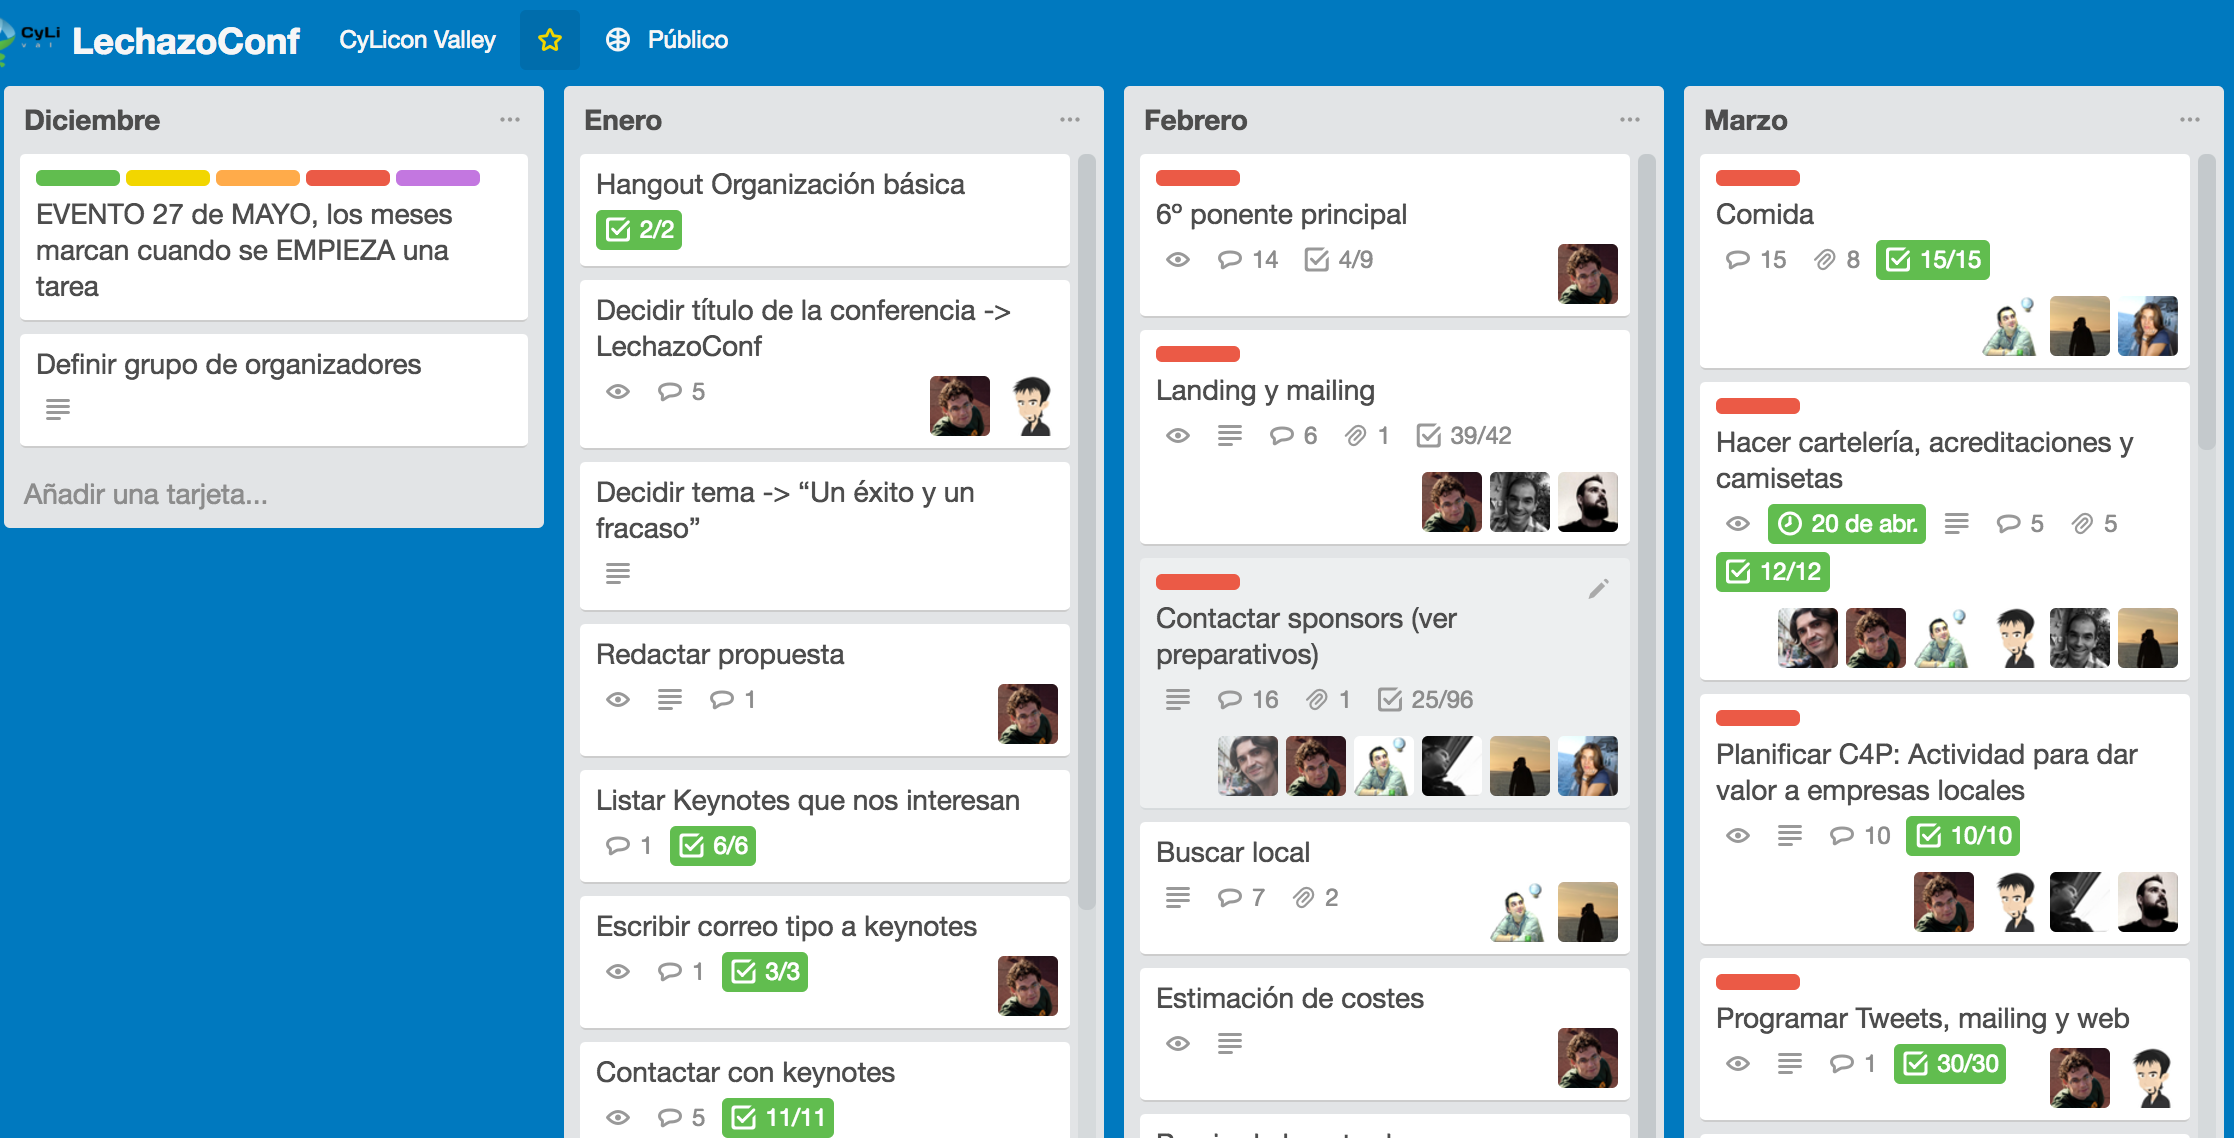 CyLi
LechazoConf
CyLicon Valley
Público
Diciembre
EVENTO 27 de MAYO, los meses
marcan cuando se EMPIEZA una
tarea
Definir grupo de organizadores
Añadir una tarjeta...
Enero
Hangout Organización básica
2/2
Decidir título de la conferencia ->
LechazoConf
5
Decidir tema -> “Un éxito y un
fracaso”
Redactar propuesta
1
Listar Keynotes que nos interesan
1 6/6
Escribir correo tipo a keynotes
1 3/3
Contactar con keynotes
5 11/11
Febrero
6º ponente principal
14 4/9
Landing y mailing
6 1 39/42
Contactar sponsors (ver
preparativos)
16 1 25/96
Buscar local
7 2
Estimación de costes
Marzo
Comida
15 8 15/15
Hacer cartelería, acreditaciones y
camisetas
20 de abr. 5 5
12/12
Planificar C4P: Actividad para dar
valor a empresas locales
10 10/10
Programar Tweets, mailing y web
1 30/30